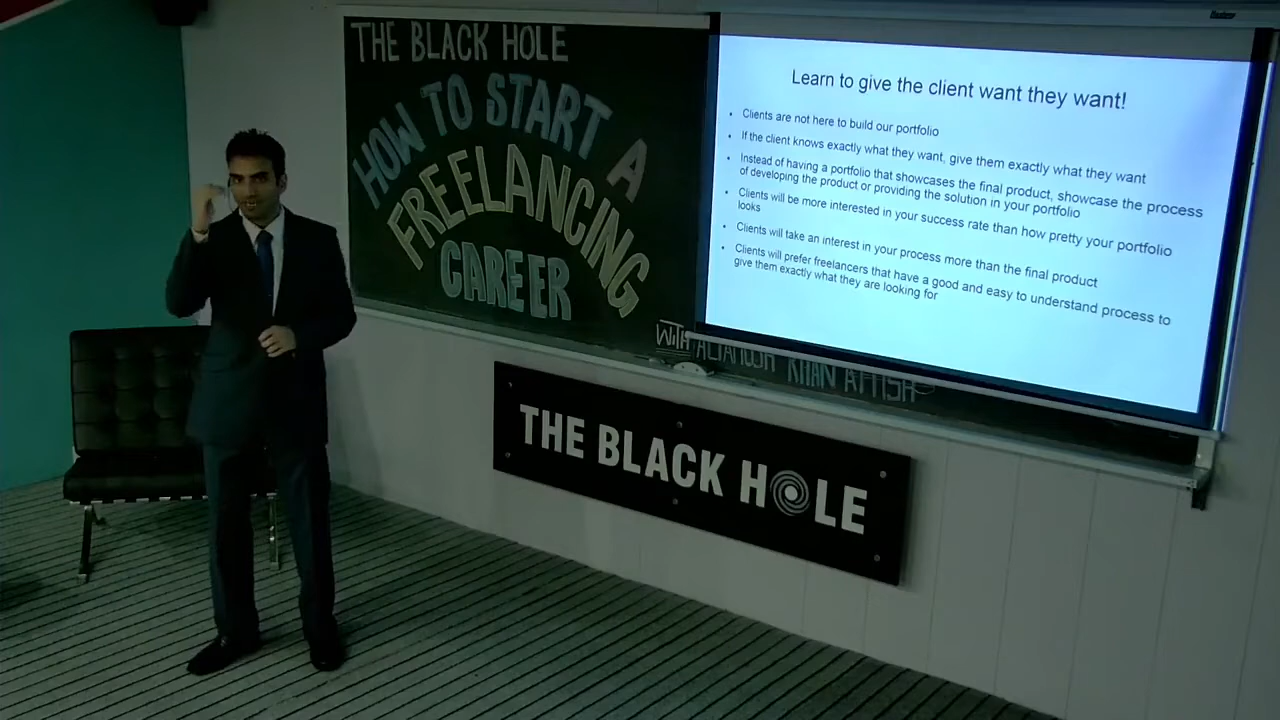 THE BLACK HOLE
HOW TO START A
FREELANCING
CAREER
WITH
KHAN
Learn to give the client want they want!
• Clients are not here to build our portfolio
• If the client knows exactly what they want, give them exactly what they want
• Instead of having a portfolio that showcases the final product, showcase the process
of developing the product or providing the solution in your portfolio
• Clients will be more interested in your success rate than how pretty your portfolio
looks
• Clients will take an interest in your process more than the final product
• Clients will prefer freelancers that have a good and easy to understand process to
give them exactly what they are looking for
THE BLACK HOLE